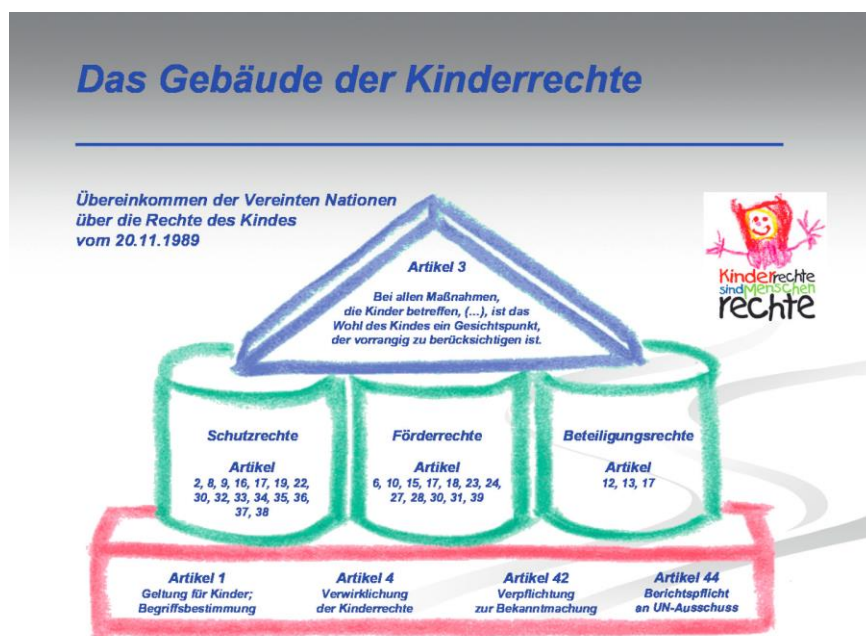 Das Gebäude der Kinderrechte
Übereinkommen der Vereinten Nationen
über die Rechte des Kindes
vom 20.11.1989
Kinderrechte
sind Menschen
rechte
Artikel 3
Bei allen Maßnahmen,
die Kinder betreffen, (...), ist das
Wohl des Kindes ein Gesichtspunkt,
der vorrangig zu berücksichtigen ist.
Schutzrechte
Artikel
2, 8, 9, 16, 17, 19, 22,
30, 32, 33, 34, 35, 36,
37, 38
Förderrechte
Artikel
6, 10, 15, 17, 18, 23, 24,
27, 28, 30, 31, 39
Beteiligungsrechte
Artikel
12, 13, 17
Artikel 1
Geltung für Kinder;
Begriffsbestimmung
Artikel 4
Verwirklichung
der Kinderrechte
Artikel 42
Verpflichtung
zur Bekanntmachung
Artikel 44
Berichtspflicht
an UN-Ausschuss